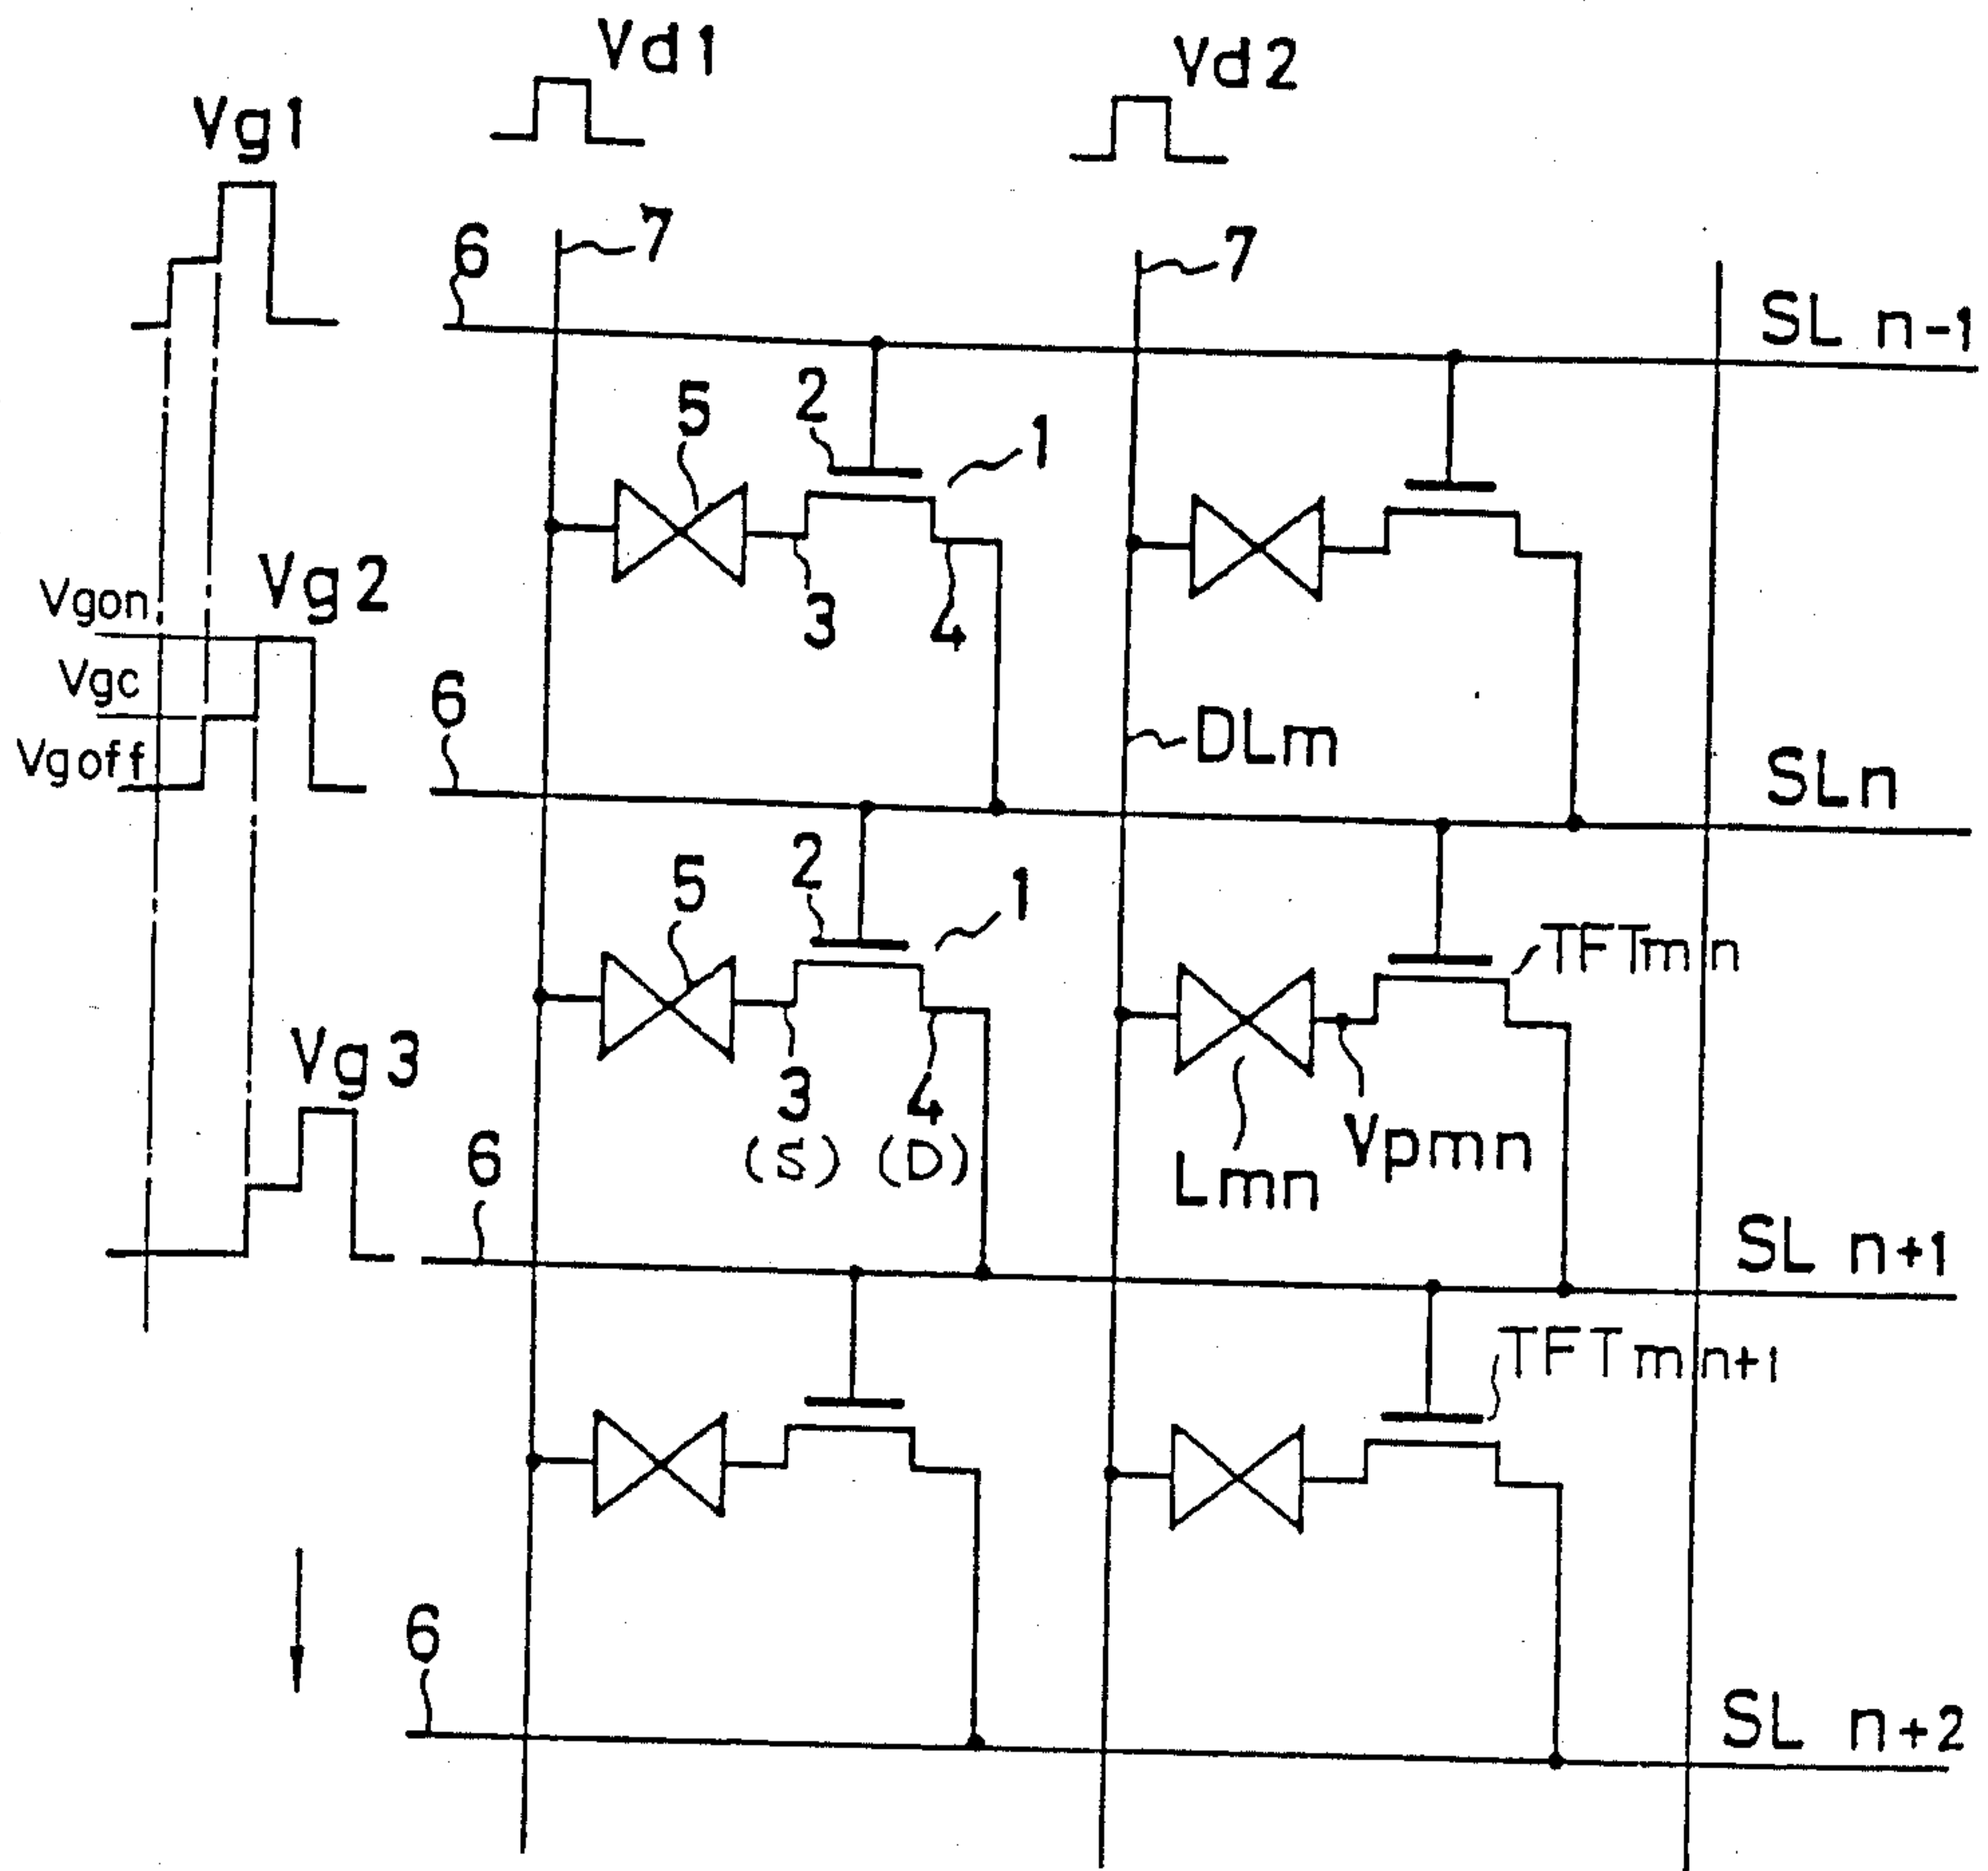 Vd1
Vd2
Vg1
7
7
6
SL n-1
5
2
1
Vg2
Vgon
3
4
Vgc
6
Vgoff
DLm
SLn
5
2
1
TFTmn
Vg3
3
4
Vpmn
(S) (D)
6
Lmn
SL n+1
TFTmn+1
6
SL n+2